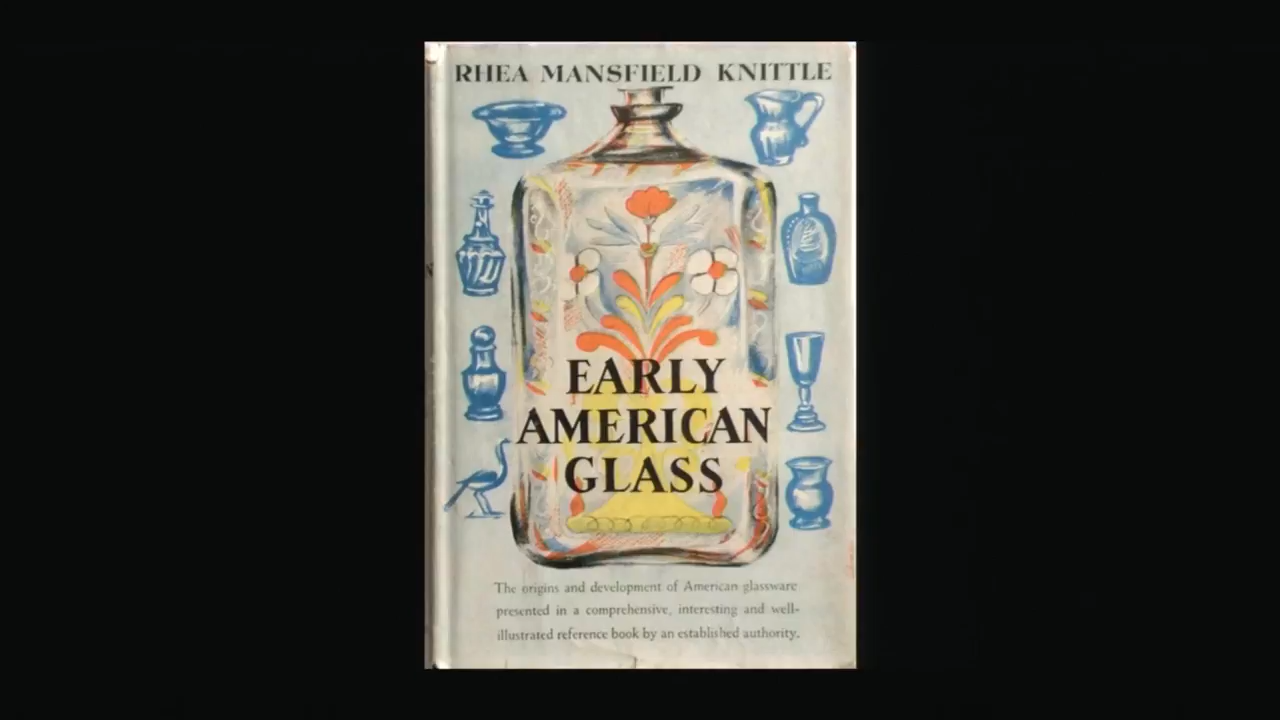 RHEA MANSFIELD KNITTLE
EARLY
AMERICAN
GLASS
The origins and development of American glassware
presented in a comprehensive, interesting and well-
illustrated reference book by an established authority.